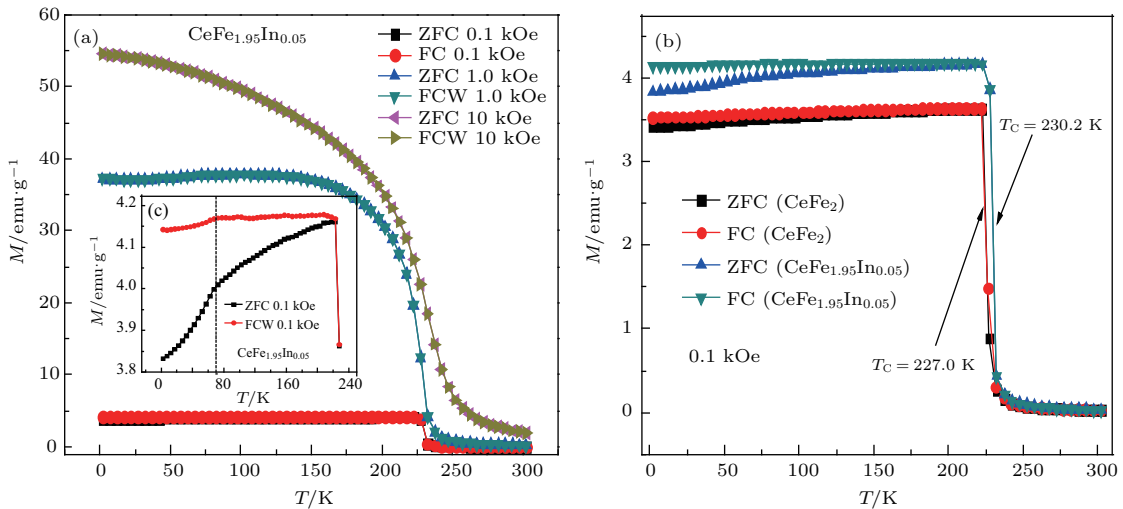 (a)
CeFe1.95In0.05
ZFC 0.1 kOe
FC 0.1 kOe
ZFC 1.0 kOe
FCW 1.0 kOe
ZFC 10 kOe
FCW 10 kOe
60
50
40
30
20
10
0
M/emu·g−1
0 50 100 150 200 250 300
T/K
(c)
4.2
4.1
4.0
3.9
3.8
M/emu·g−1
ZFC 0.1 kOe
FCW 0.1 kOe
CeFe1.95In0.05
0 80 160 240
T/K
(b)
4
2
0
M/emu·g−1
TC = 230.2 K
ZFC (CeFe2)
FC (CeFe2)
ZFC (CeFe1.95In0.05)
FC (CeFe1.95In0.05)
0.1 kOe
TC = 227.0 K
0 50 100 150 200 250 300
T/K